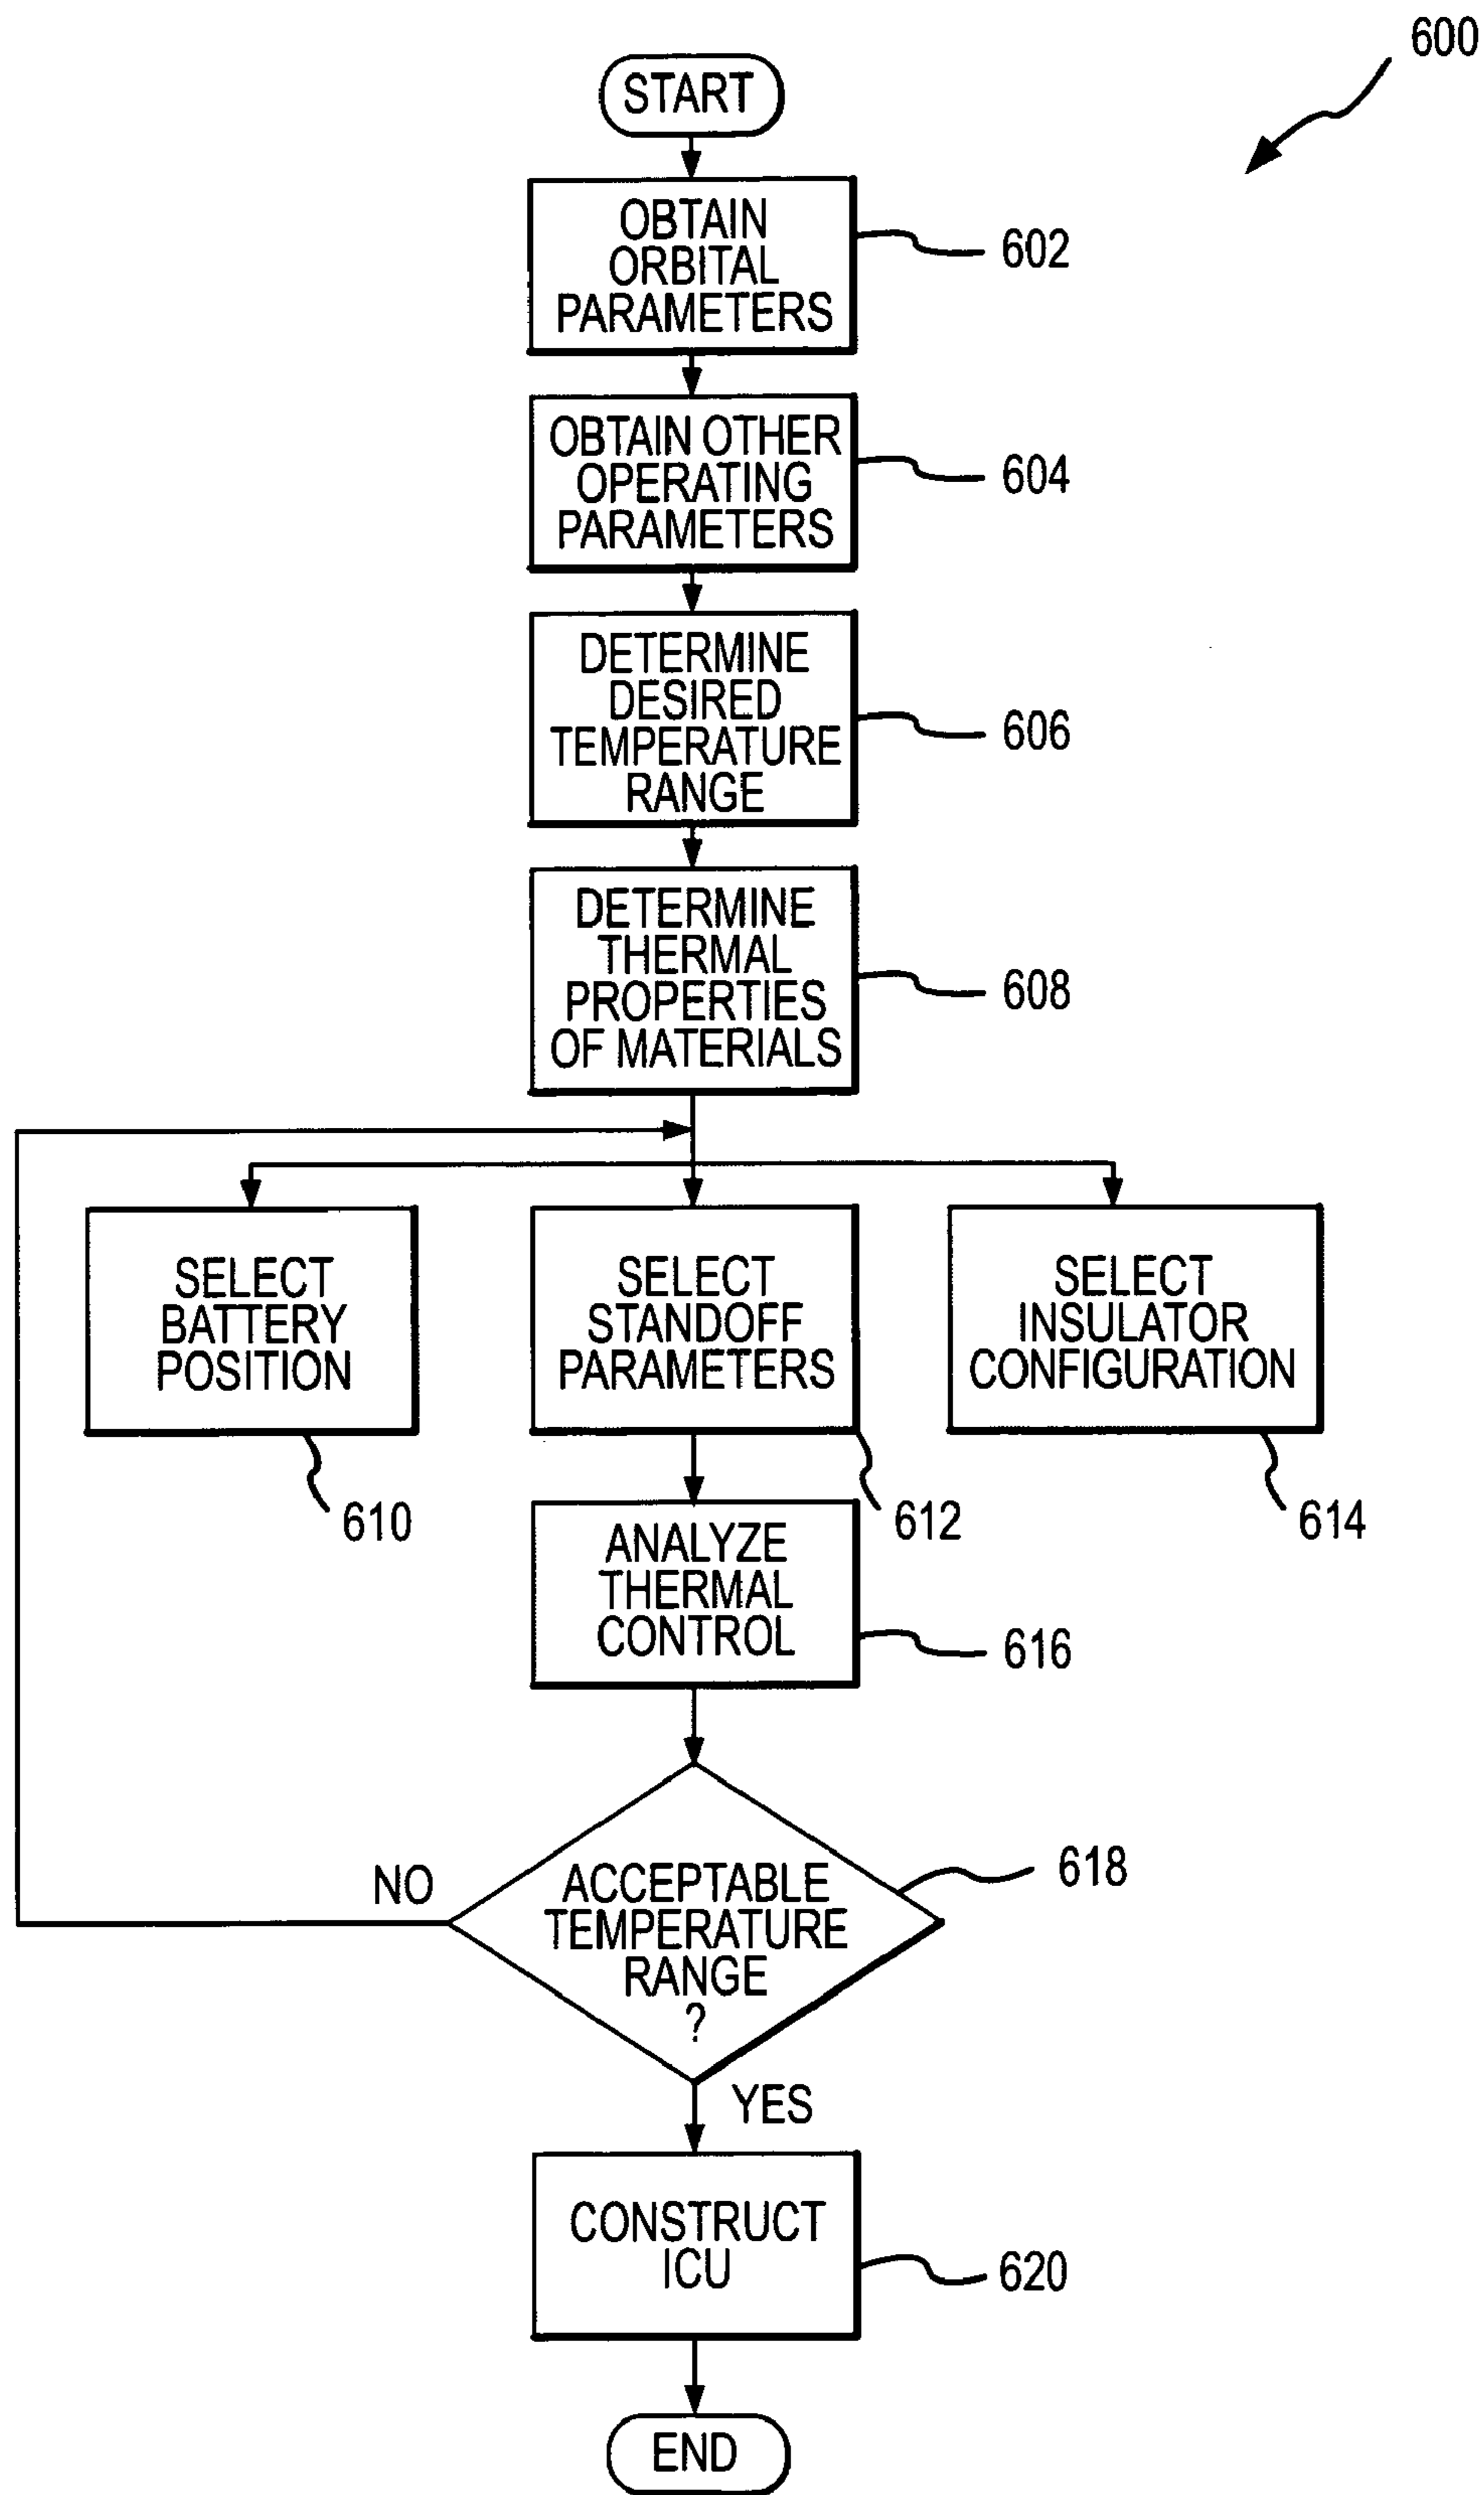 600
START
OBTAIN
ORBITAL
PARAMETERS
602
OBTAIN OTHER
OPERATING
PARAMETERS
604
DETERMINE
DESIRED
TEMPERATURE
RANGE
606
DETERMINE
THERMAL
PROPERTIES
OF MATERIALS
608
SELECT
BATTERY
POSITION
610
SELECT
STANDOFF
PARAMETERS
612
SELECT
INSULATOR
CONFIGURATION
614
ANALYZE
THERMAL
CONTROL
616
ACCEPTABLE
TEMPERATURE
RANGE
?
618
NO
YES
CONSTRUCT
ICU
620
END